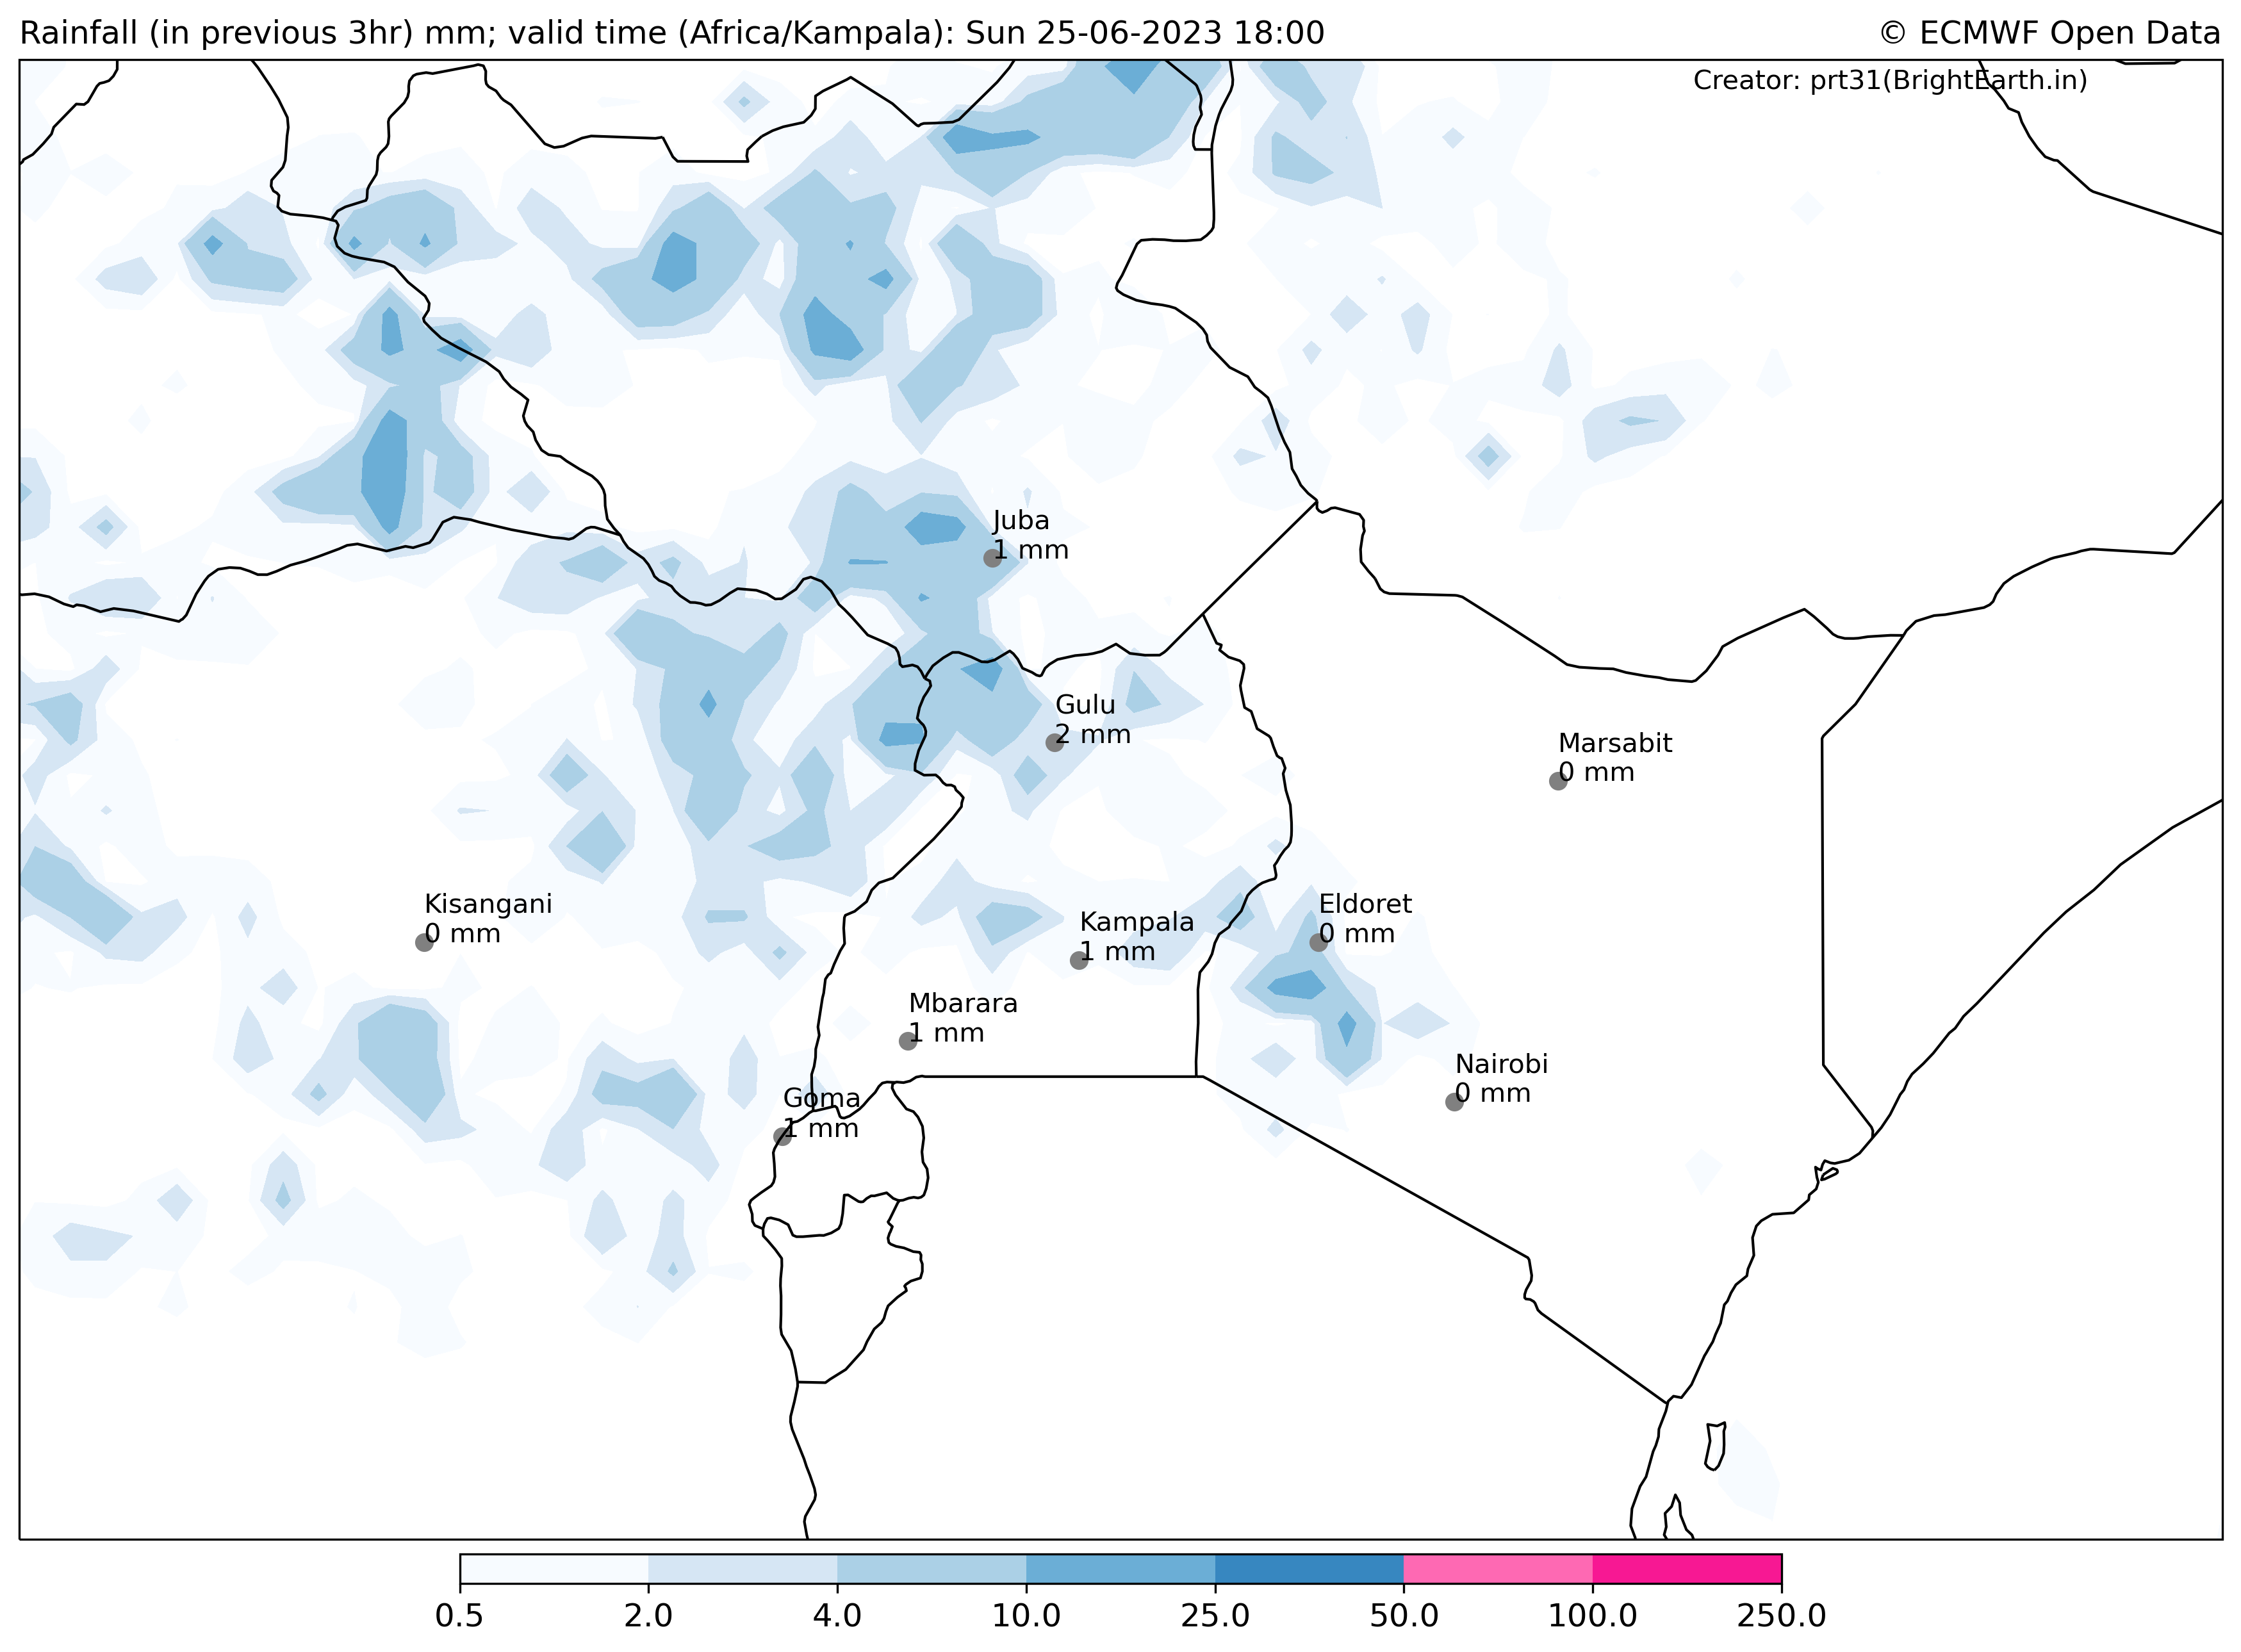 Rainfall (in previous 3hr) mm; valid time (Africa/Kampala): Sun 25-06-2023 18:00
© ECMWF Open Data
Creator: prt31(BrightEarth.in)
Juba
1 mm
Gulu
2 mm
Marsabit
0 mm
Kisangani
0 mm
Kampala
1 mm
Eldoret
0 mm
Mbarara
1 mm
Nairobi
0 mm
Goma
1 mm
0.5 2.0 4.0 10.0 25.0 50.0 100.0 250.0